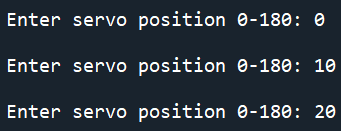 Enter servo position 0-180: 0
Enter servo position 0-180: 10
Enter servo position 0-180: 20